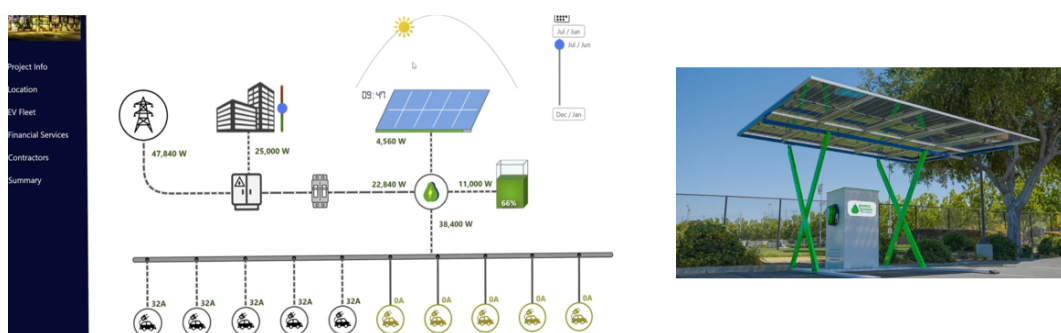 Project Info
Location
EV Fleet
Financial Services
Contractors
Summary
Jul / Jun
Jul / Jun
Dec / Jan
09:47
47,840 W
25,000 W
4,560 W
22,840 W
11,000 W
66%
38,400 W
32A
32A
32A
32A
32A
0A
0A
0A
0A
0A